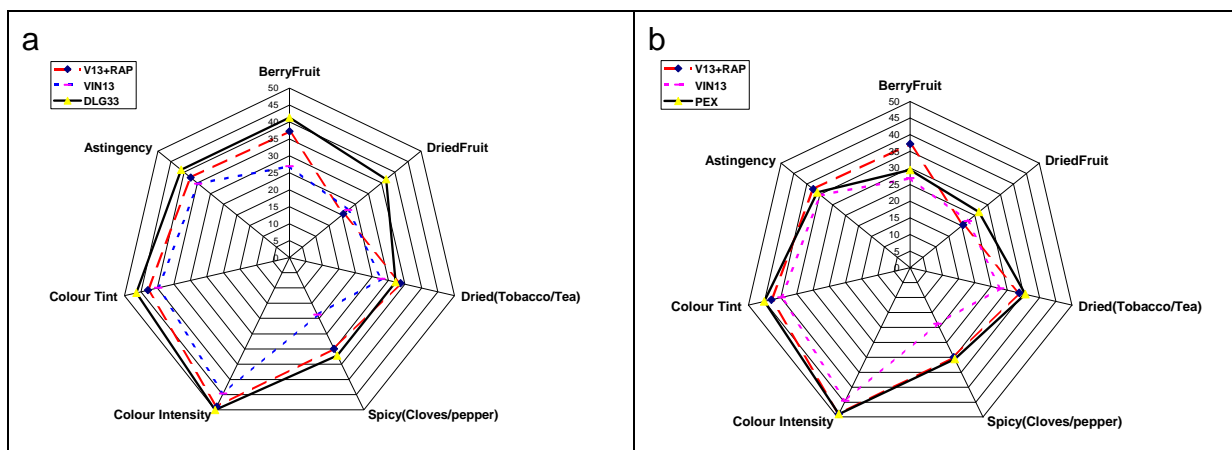 a
V13+RAP
VIN13
DLG33
BerryFruit
DriedFruit
Dried(Tobacco/Tea)
Spicy(Cloves/pepper)
Colour Intensity
Colour Tint
Astingency
50
45
40
35
30
25
20
15
10
5
0
b
V13+RAP
VIN13
PEX
BerryFruit
DriedFruit
Dried(Tobacco/Tea)
Spicy(Cloves/pepper)
Colour Intensity
Colour Tint
Astingency
50
45
40
35
30
25
20
15
10
5
0